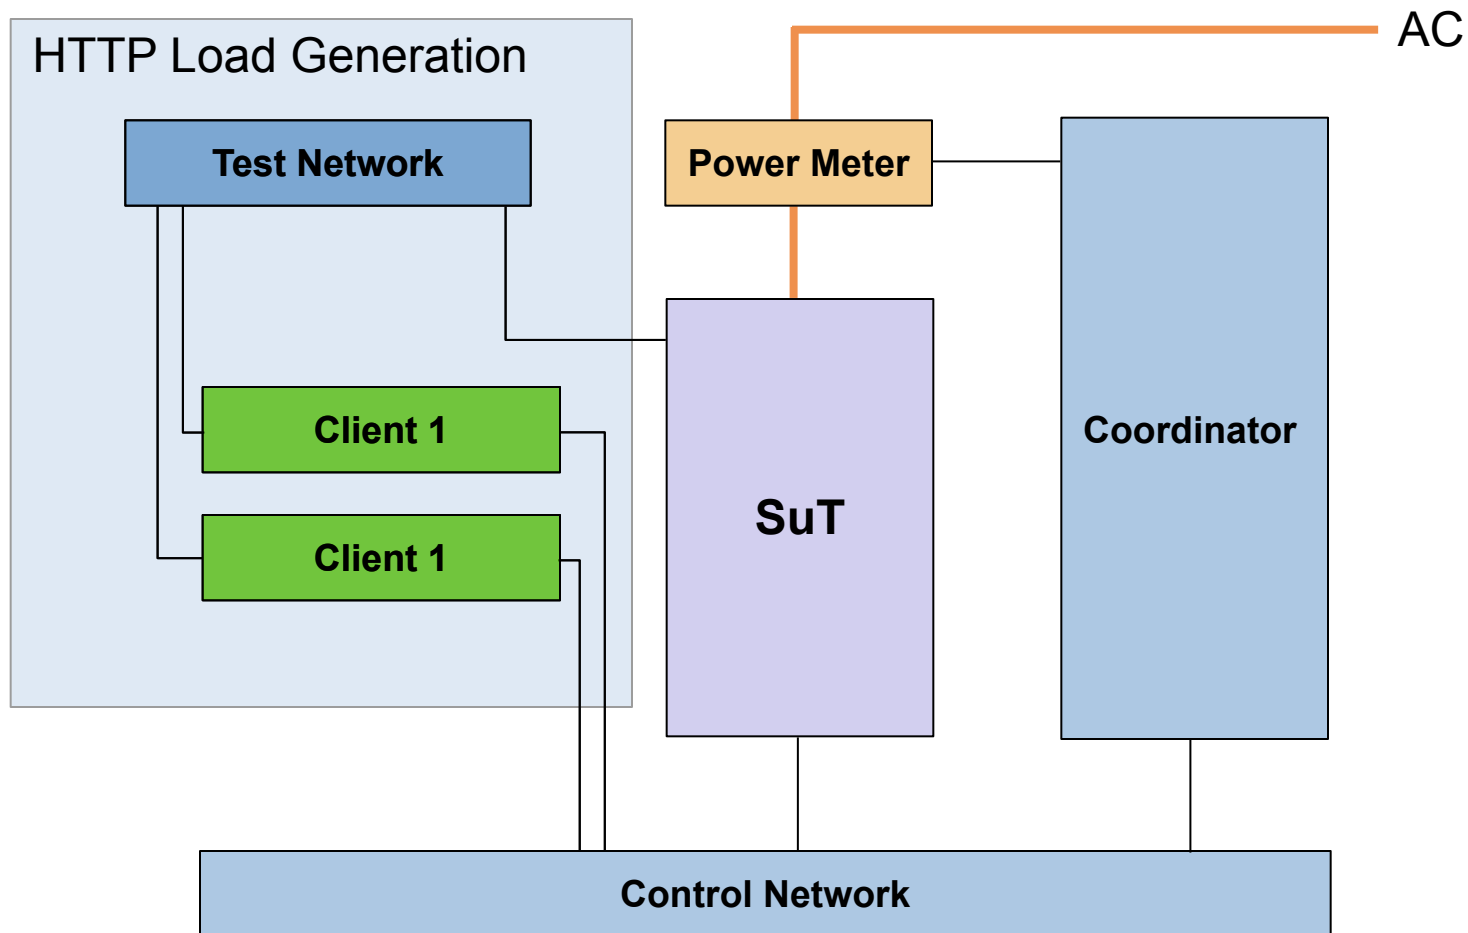 HTTP Load Generation
AC
Test Network
Power Meter
Client 1
Coordinator
SuT
Client 1
Control Network